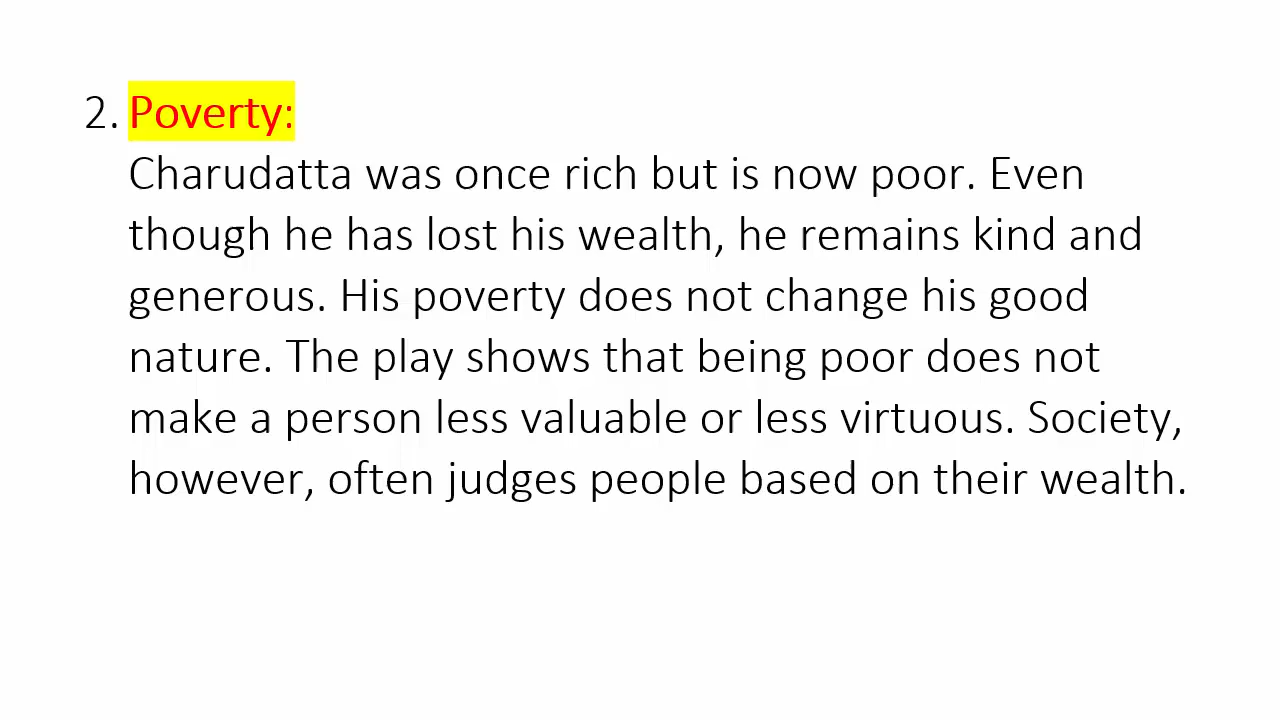 2. Poverty:
Charudatta was once rich but is now poor. Even
though he has lost his wealth, he remains kind and
generous. His poverty does not change his good
nature. The play shows that being poor does not
make a person less valuable or less virtuous. Society,
however, often judges people based on their wealth.